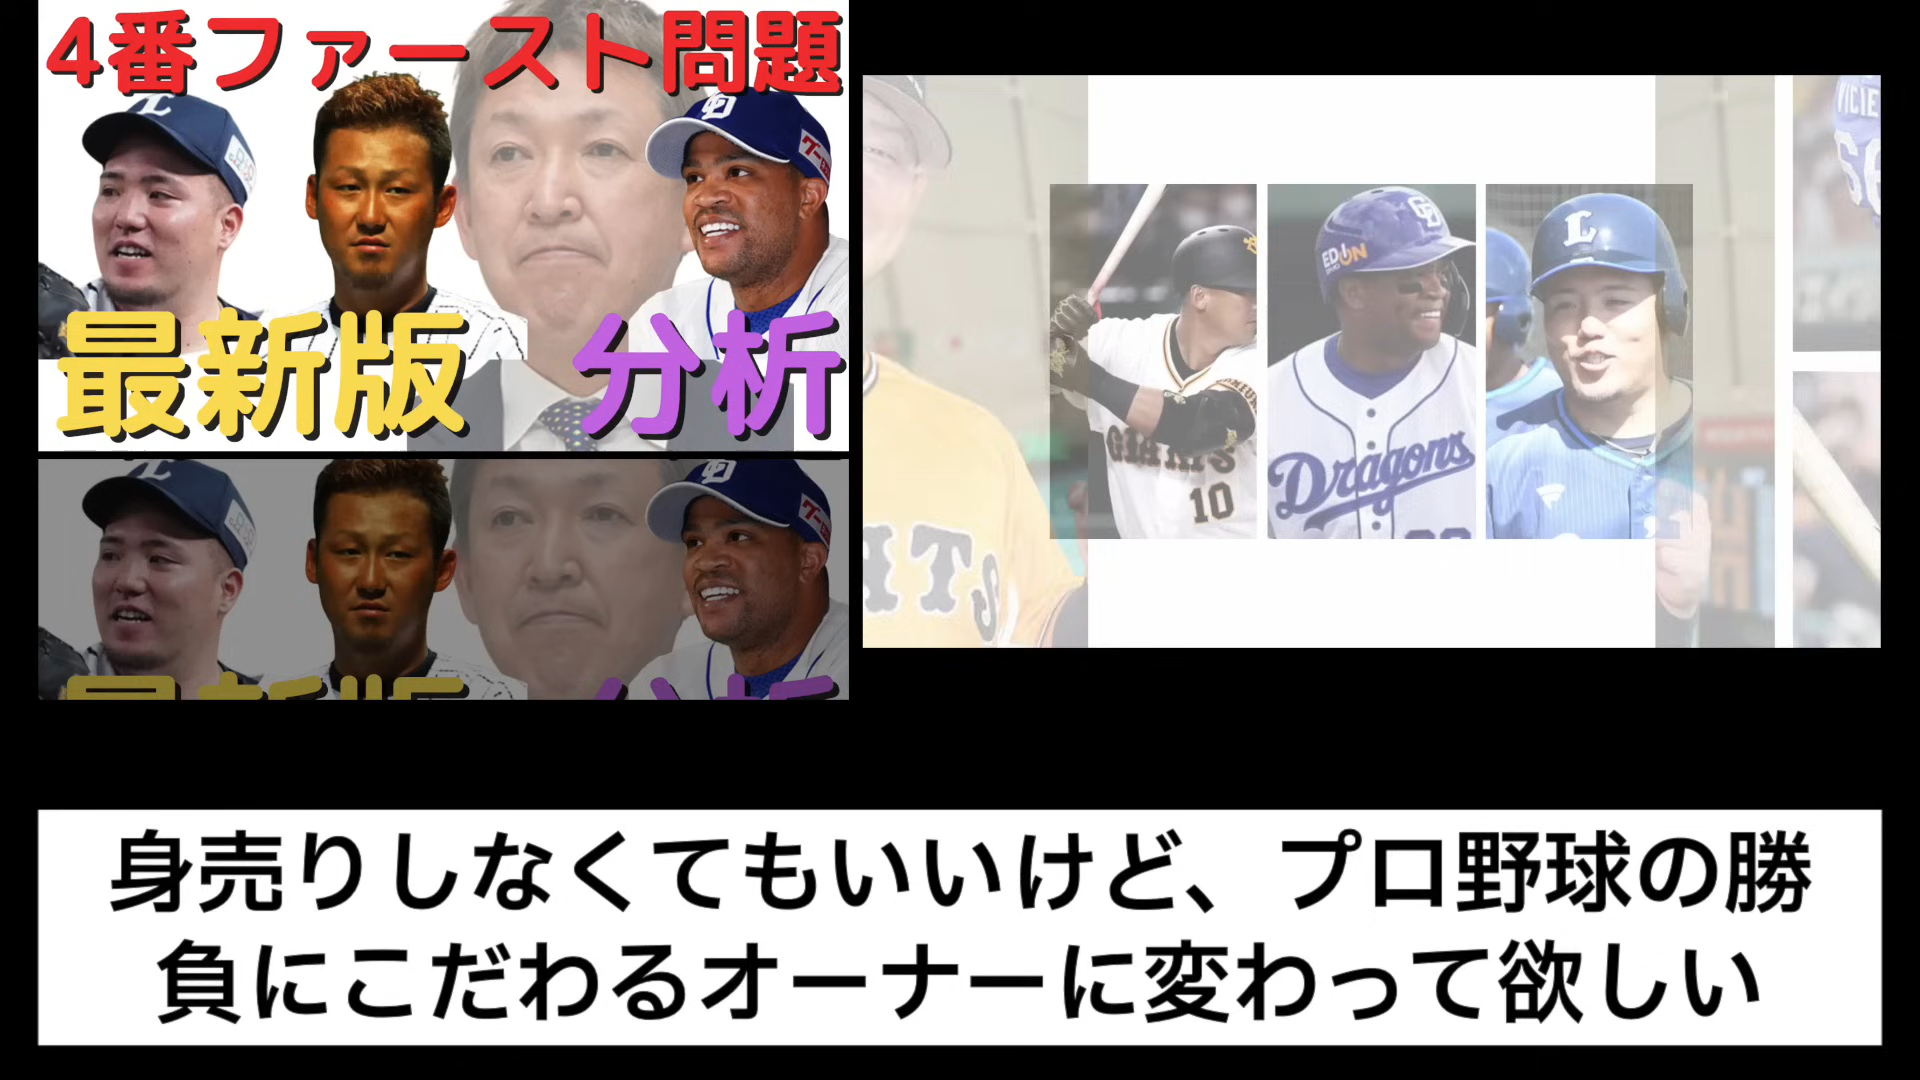 4番ファースト問題
最新版 分析
EDION
GIANTS
10
Dragons
L
身売りしなくてもいいけど、プロ野球の勝
負にこだわるオーナーに変わって欲しい